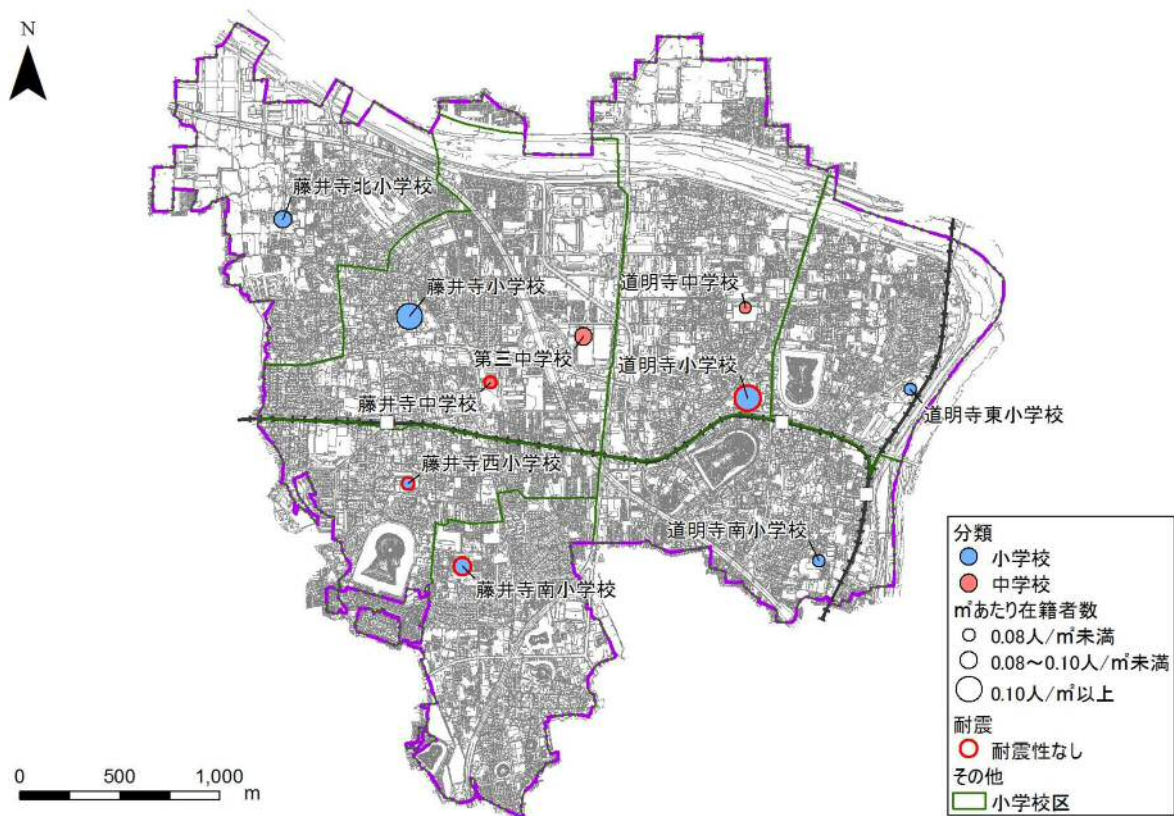 N
藤井寺北小学校
藤井寺小学校
道明寺中学校
第三中学校
道明寺小学校
藤井寺中学校
道明寺東小学校
藤井寺西小学校
道明寺南小学校
藤井寺南小学校
0 500 1,000
m
分類
小学校
中学校
㎡あたり在籍者数
0.08人/㎡未満
0.08~0.10人/㎡未満
0.10人/㎡以上
耐震
耐震性なし
その他
小学校区